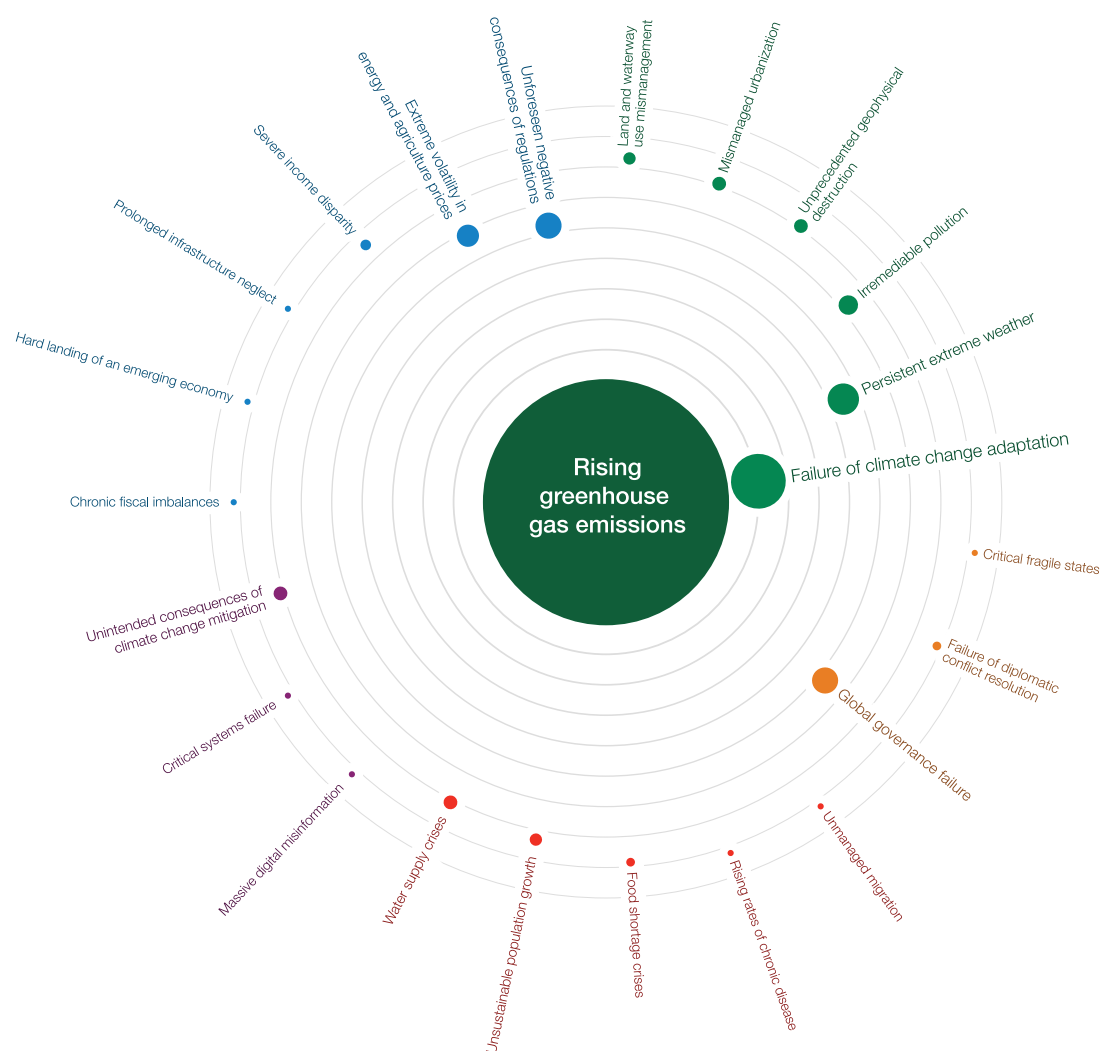 Rising
greenhouse
gas emissions
Land and waterway
use mismanagement
Mismanaged urbanization
Unprecedented geophysical
destruction
Irremediable pollution
Persistent extreme weather
Failure of climate change adaptation
Critical fragile states
Failure of diplomatic
conflict resolution
Global governance failure
Unmanaged migration
Rising rates of chronic disease
Food shortage crises
Unsustainable population growth
Water supply crises
Massive digital misinformation
Critical systems failure
Unintended consequences of
climate change mitigation
Chronic fiscal imbalances
Hard landing of an emerging economy
Prolonged infrastructure neglect
Severe income disparity
Extreme volatility in
energy and agriculture prices
Unforeseen negative
consequences of regulations